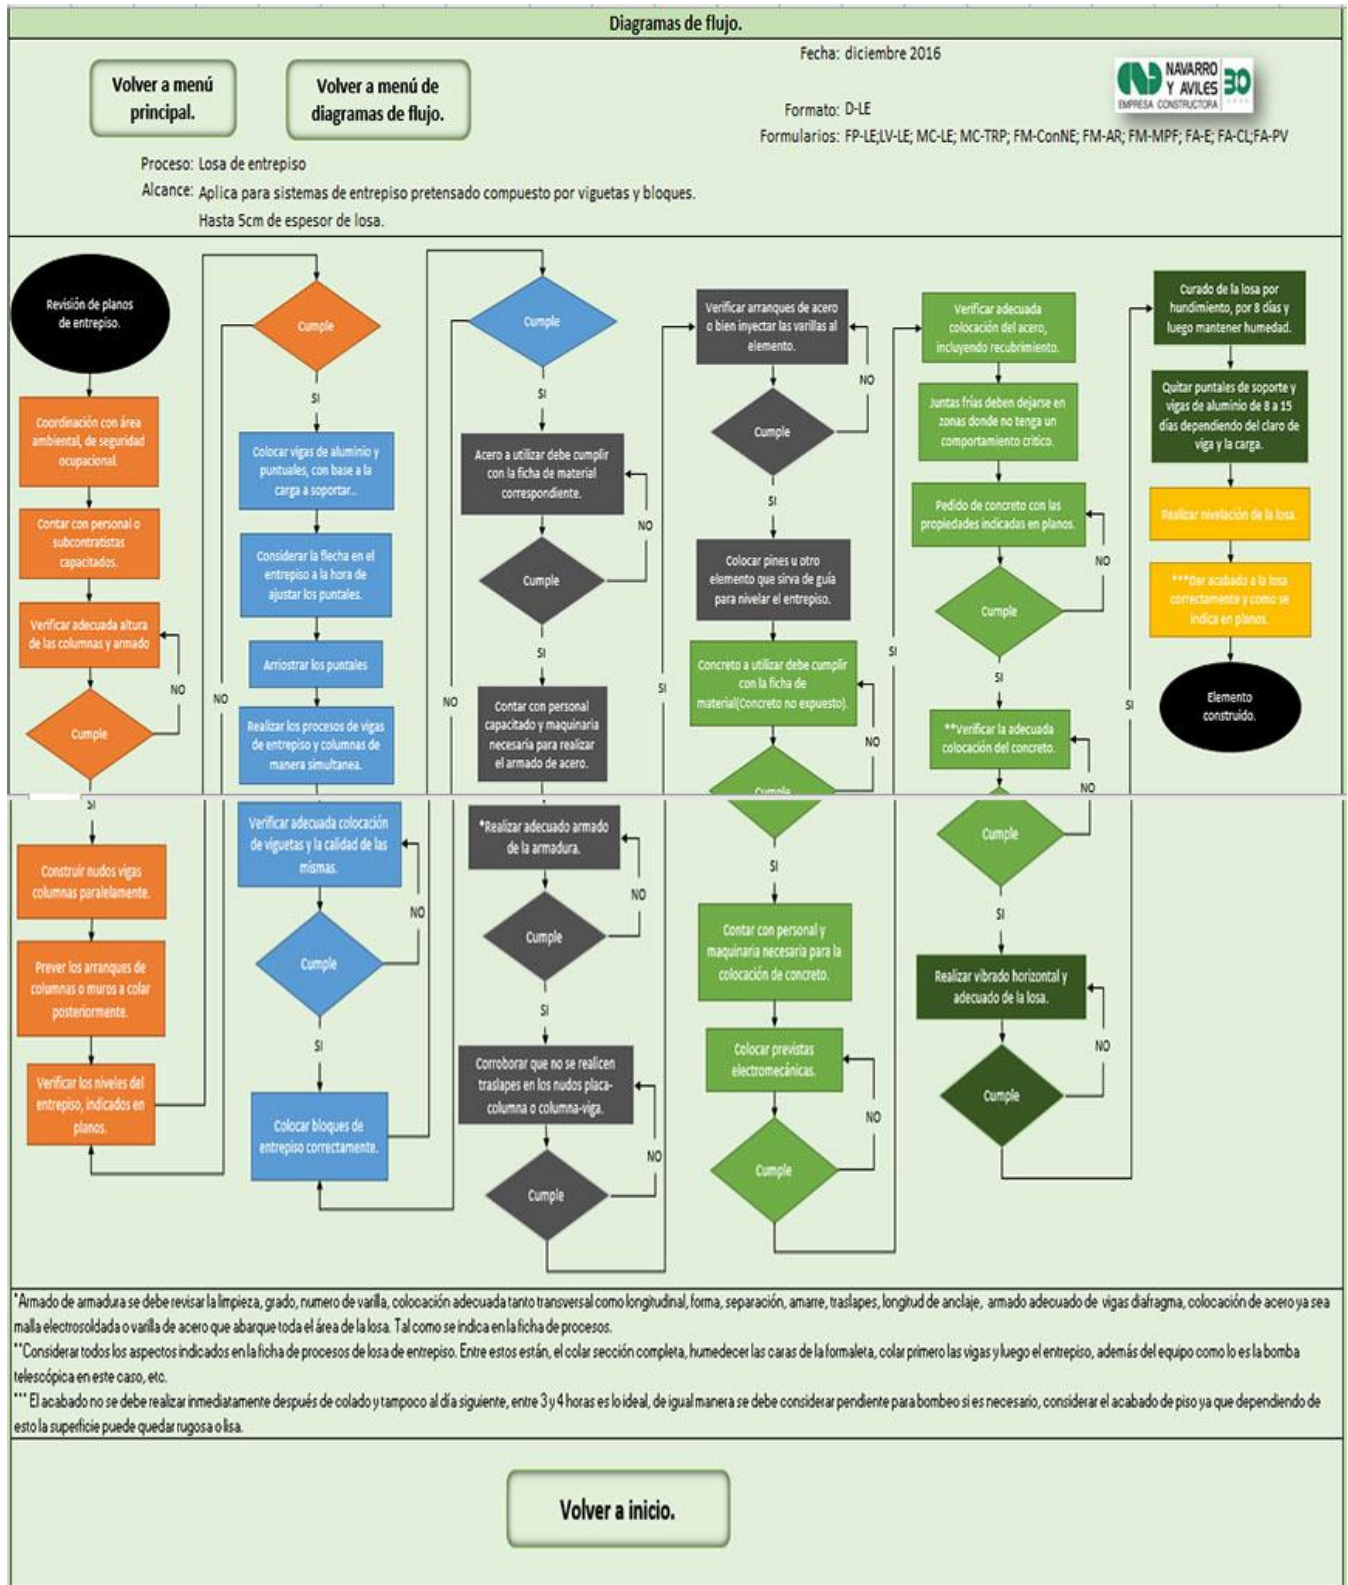 Diagramas de flujo.
Volver a menú
principal.
Volver a menú de
diagramas de flujo.
Fecha: diciembre 2016
NAVARRO
Y AVILES
EMPRESA CONSTRUCTORA
30
Formato: D-LE
Formularios: FP-LE;LV-LE; MC-LE; MC-TRP; FM-ConNE; FM-AR; FM-MPF; FA-E; FA-CL;FA-PV
Proceso: Losa de entrepiso
Alcance: Aplica para sistemas de entrepiso pretensado compuesto por viguetas y bloques.
Hasta 5cm de espesor de losa.
Revisión de planos
de entrepiso.
Coordinación con área
ambiental, de seguridad
ocupacional.
Contar con personal o
subcontratistas
capacitados.
Verificar adecuada altura
de las columnas y armado
NO
Cumple
SI
Construir nudos vigas
columnas paralelamente.
Prever los arranques de
columnas o muros a colar
posteriormente.
Verificar los niveles del
entrepiso, indicados en
planos.
Cumple
NO
SI
Colocar vigas de aluminio y
puntuales, con base a la
carga a soportar..
Considerar la flecha en el
entrepiso a la hora de
ajustar los puntales.
Arriostrar los puntales
Realizar los procesos de vigas
de entrepiso y columnas de
manera simultanea.
Verificar adecuada colocación
de viguetas y la calidad de las
mismas.
NO
Cumple
SI
Colocar bloques de
entrepiso correctamente.
Cumple
NO
SI
Acero a utilizar debe cumplir
con la ficha de material
correspondiente.
NO
Cumple
SI
Contar con personal
capacitado y maquinaria
necesaria para realizar
el armado de acero.
*Realizar adecuado armado
de la armadura.
NO
Cumple
SI
Corroborar que no se realicen
traslapes en los nudos placa-
columna o columna-viga.
NO
Cumple
SI
Verificar arranques de acero
o bien inyectar las varillas al
elemento.
NO
Cumple
SI
Colocar pines u otro
elemento que sirva de guía
para nivelar el entrepiso.
Concreto a utilizar debe cumplir
con la ficha de
material(Concreto no expuesto).
NO
Cumple
SI
Contar con personal y
maquinaria necesaria para la
colocación de concreto.
Colocar previstas
electromecánicas.
NO
Cumple
SI
Verificar adecuada
colocación del acero,
incluyendo recubrimiento.
Juntas frías deben dejarse en
zonas donde no tenga un
comportamiento critico.
Pedido de concreto con las
propiedades indicadas en planos.
NO
Cumple
SI
**Verificar la adecuada
colocación del concreto.
NO
Cumple
SI
Realizar vibrado horizontal y
adecuado de la losa.
NO
Cumple
SI
Curado de la losa por
hundimiento, por 8 días y
luego mantener humedad.
Quitar puntales de soporte y
vigas de aluminio de 8 a 15
días dependiendo del claro de
viga y la carga.
Realizar nivelación de la losa.
***Dar acabado a la losa
correctamente y como se
indica en planos.
Elemento
construido.
*Armado de armadura se debe revisar la limpieza, grado, numero de varilla, colocación adecuada tanto transversal como longitudinal, forma, separación, amarre, traslapes, longitud de anclaje, armado adecuado de vigas diafragma, colocación de acero ya sea
malla electrosoldada o varilla de acero que abarque toda el área de la losa. Tal como se indica en la ficha de procesos.
**Considerar todos los aspectos indicados en la ficha de procesos de losa de entrepiso. Entre estos están, el colar sección completa, humedecer las caras de la formaleta, colar primero las vigas y luego el entrepiso, además del equipo como lo es la bomba
telescópica en este caso, etc.
*** El acabado no se debe realizar inmediatamente después de colado y tampoco al día siguiente, entre 3 y 4 horas es lo ideal, de igual manera se debe considerar pendiente para bombeo si es necesario, considerar el acabado de piso ya que dependiendo de
esto la superficie puede quedar rugosa o lisa.
Volver a inicio.